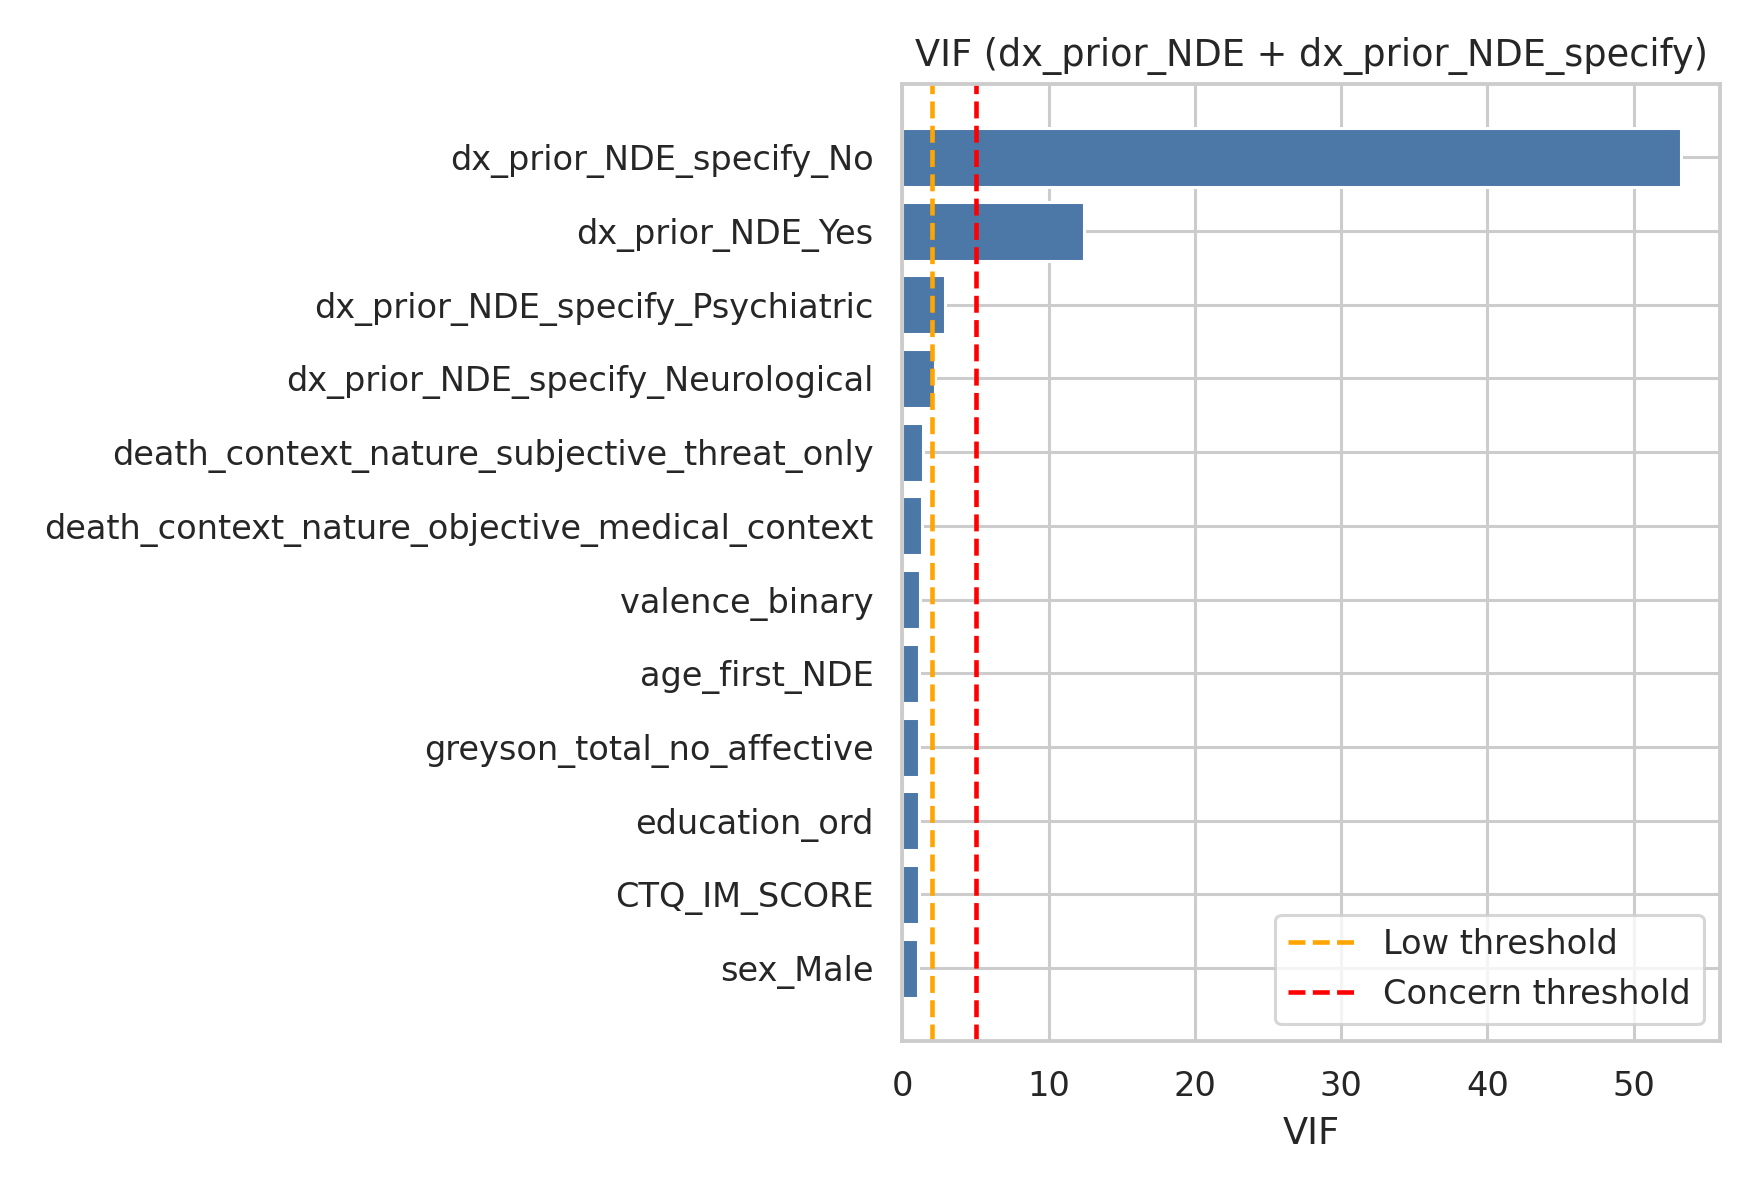 VIF (dx_prior_NDE + dx_prior_NDE_specify)
dx_prior_NDE_specify_No
dx_prior_NDE_Yes
dx_prior_NDE_specify_Psychiatric
dx_prior_NDE_specify_Neurological
death_context_nature_subjective_threat_only
death_context_nature_objective_medical_context
valence_binary
age_first_NDE
greyson_total_no_affective
education_ord
CTQ_IM_SCORE
sex_Male
Low threshold
Concern threshold
0 10 20 30 40 50
VIF